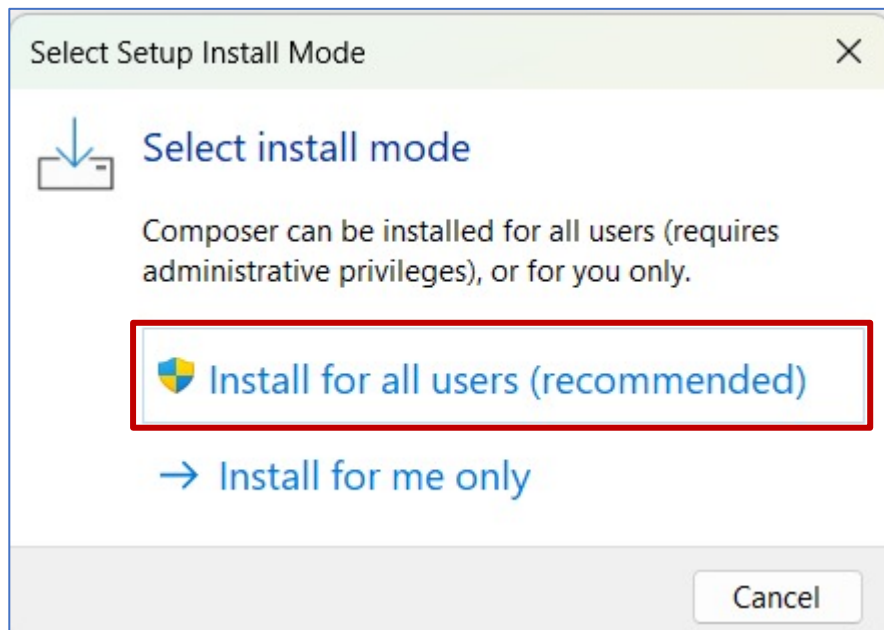 Select Setup Install Mode
Select install mode
Composer can be installed for all users (requires
administrative privileges), or for you only.
Install for all users (recommended)
→ Install for me only
Cancel